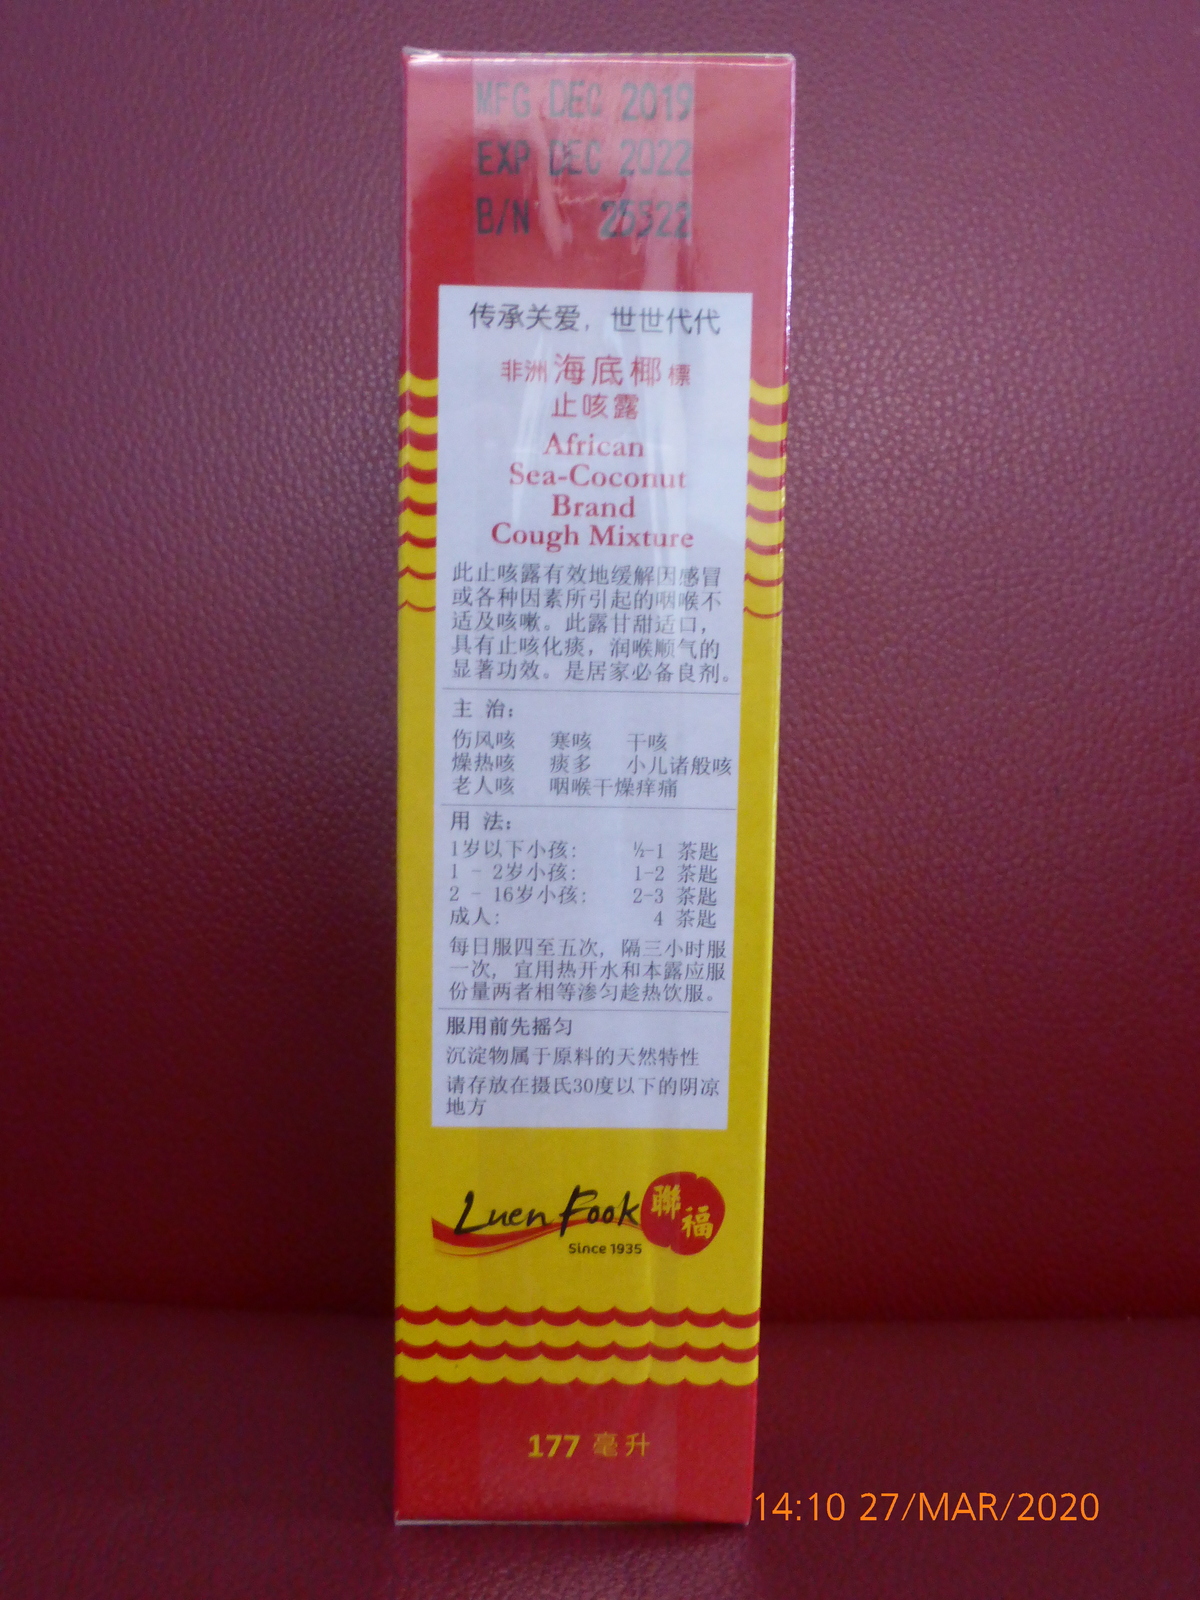 MFG DEC 2019
EXP DEC 2022
B/N 25322
传承关爱，世世代代
非洲海底椰標
止咳露
African
Sea-Coconut
Brand
Cough Mixture
此止咳露有效地缓解因感冒
或各种因素所引起的咽喉不
适及咳嗽。此露甘甜适口，
具有止咳化痰，润喉顺气的
显著功效。是居家必备良剂。
主 治：
伤风咳 寒咳 干咳
燥热咳 痰多 小儿诸般咳
老人咳 咽喉干燥痒痛
用 法：
1岁以下小孩： ½-1 茶匙
1 - 2岁小孩： 1-2 茶匙
2 - 16岁小孩： 2-3 茶匙
成人： 4 茶匙
每日服四至五次，隔三小时服
一次，宜用热开水和本露应服
份量两者相等渗匀趁热饮服。
服用前先摇匀
沉淀物属于原料的天然特性
请存放在摄氏30度以下的阴凉
地方
Luen Fook 聯福
Since 1935
177 毫升
14:10 27/MAR/2020